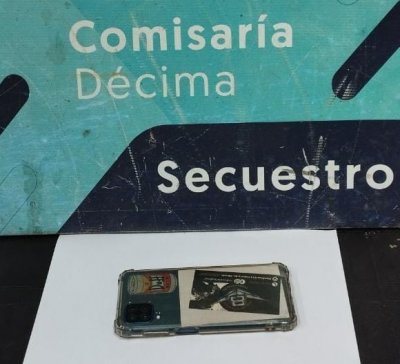 Comisaría
Décima
Secuestro